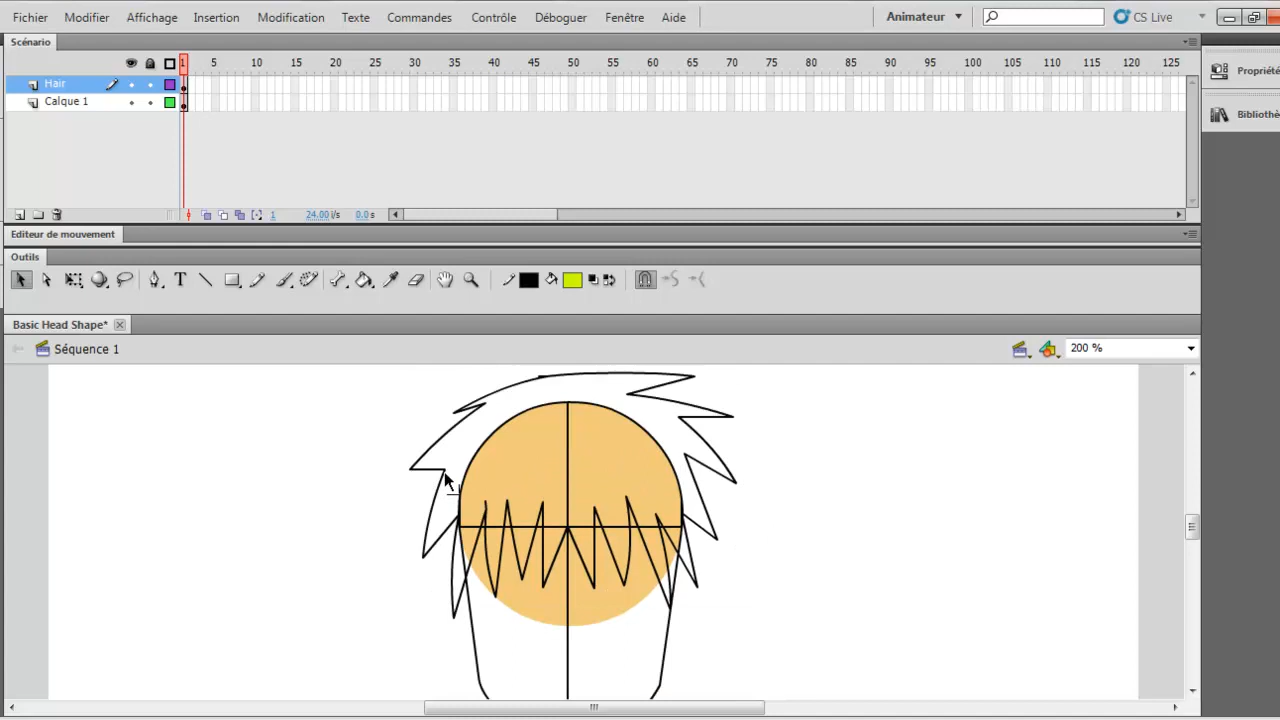 Fichier Modifier Affichage Insertion Modification Texte Commandes Contrôle Déboguer Fenêtre Aide Animateur CS Live
Scénario
1 5 10 15 20 25 30 35 40 45 50 55 60 65 70 75 80 85 90 95 100 105 110 115 120 125
Hair
Calque 1
1 24.00 i/s 0.0 s
Propriété
Bibliothè
Editeur de mouvement
Outils
Basic Head Shape*
Séquence 1 200 %